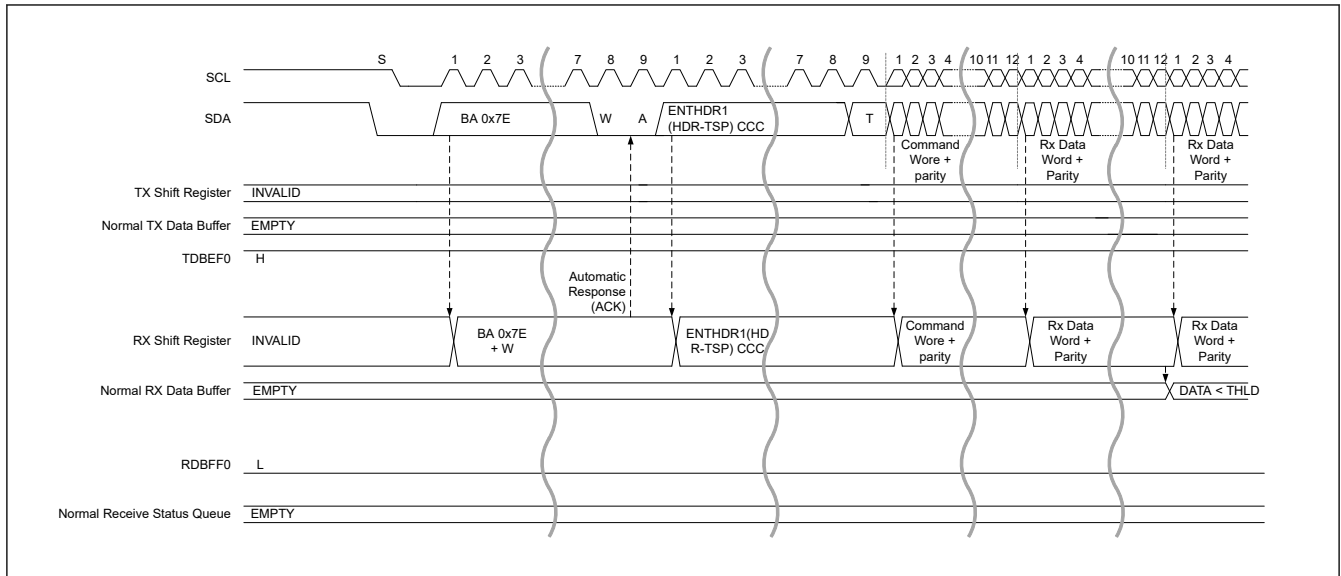 S 1 2 3 7 8 9 1 2 3 7 8 9 1 2 3 4 10 11 12 1 2 3 4 10 11 12 1 2 3 4
SCL
SDA BA 0x7E W A ENTHDR1
(HDR-TSP) CCC T
Command
Wore +
parity
Rx Data
Word +
Parity
Rx Data
Word +
Parity
TX Shift Register INVALID
Normal TX Data Buffer EMPTY
TDBEF0 H
Automatic
Response
(ACK)
RX Shift Register INVALID
BA 0x7E
+ W
ENTHDR1(HD
R-TSP) CCC
Command
Wore +
parity
Rx Data
Word +
Parity
Rx Data
Word +
Parity
Normal RX Data Buffer EMPTY DATA < THLD
RDBFF0 L
Normal Receive Status Queue EMPTY